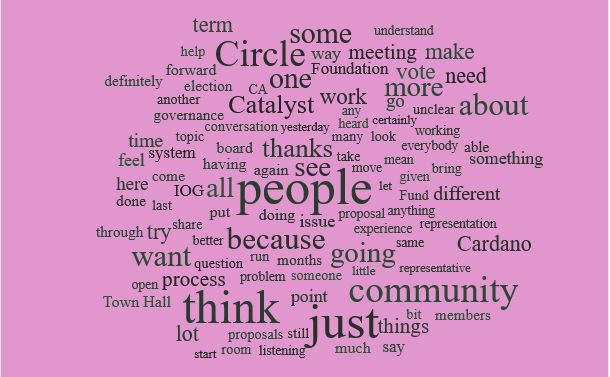 term
some
understand
help
Circle
way
meeting
make
forward
Foundation
definitely
election
CA
one
vote
need
more
another
Catalyst
work
go
unclear
about
governance
any
conversation
yesterday
heard
certainly
time
topic
many
look
working
board
thanks
everybody
able
feel
system
having
again
see
take
move
mean
bring
something
here
come
IOG
all
people
let
given
Fund
different
done
last
put
doing
issue
proposal
anything
through
try
share
experience
representation
better
because
same
Cardano
want
question
run
months
going
open
process
problem
someone
little
representative
Town Hall
think
point
community
just
things
bit
members
lot
proposals
still
start
room
listening
much
say